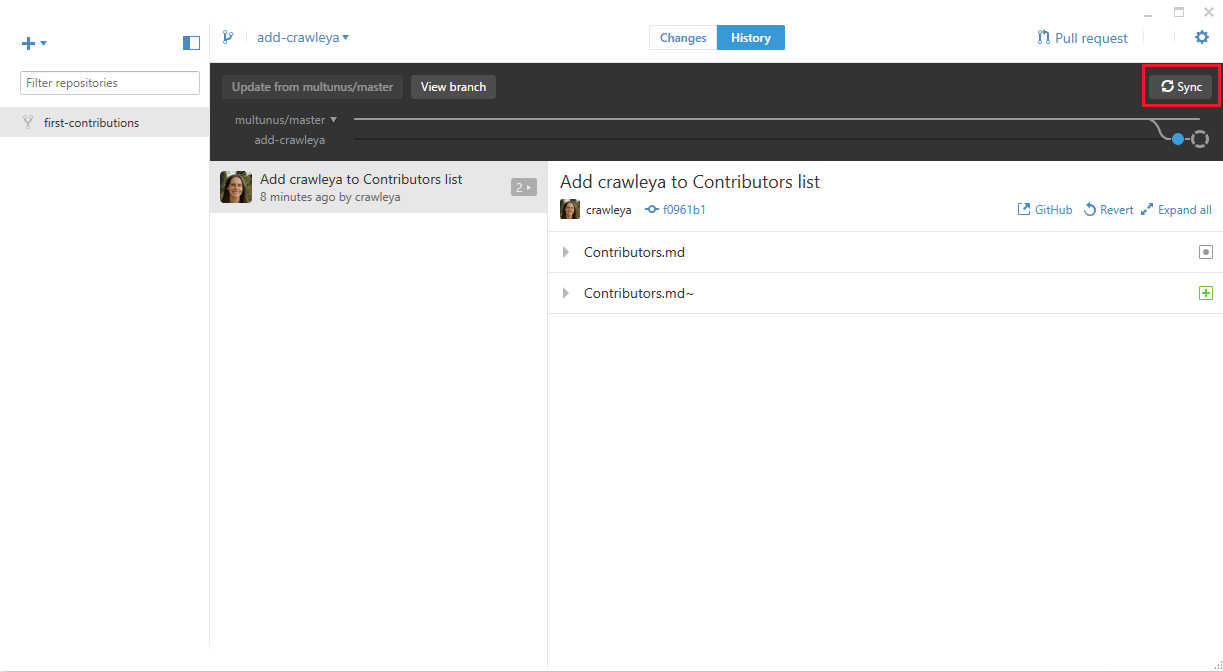 add-crawleya
Changes
History
Pull request
Filter repositories
first-contributions
Update from multunus/master
View branch
Sync
multunus/master
add-crawleya
Add crawleya to Contributors list
8 minutes ago by crawleya
2
Add crawleya to Contributors list
crawleya
f0961b1
GitHub
Revert
Expand all
Contributors.md
Contributors.md~